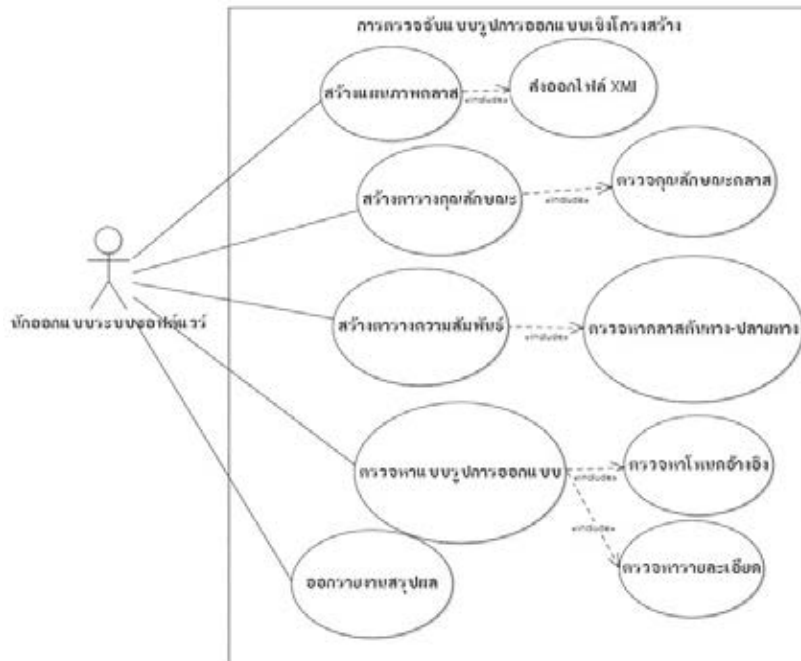 การตรวจจับแบบรูปการออกแบบเชิงโครงสร้าง
สร้างแผนภาพคลาส
«include»
ส่งออกไฟล์ XMI
สร้างตารางคุณลักษณะ
«include»
ตรวจคุณลักษณะคลาส
นักออกแบบระบบซอฟต์แวร์
สร้างตารางความสัมพันธ์
«include»
ตรวจหาคลาสต้นทาง-ปลายทาง
ตรวจหาแบบรูปการออกแบบ
«include»
ตรวจหาโหนดอ้างอิง
«include»
ตรวจหารายละเอียด
ออกรายงานสรุปผล